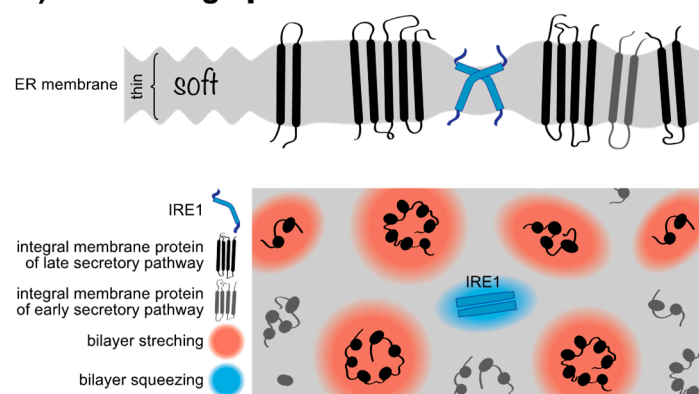 ER membrane
thin
soft
IRE1
integral membrane protein
of late secretory pathway
integral membrane protein
of early secretory pathway
bilayer streching
bilayer squeezing
IRE1